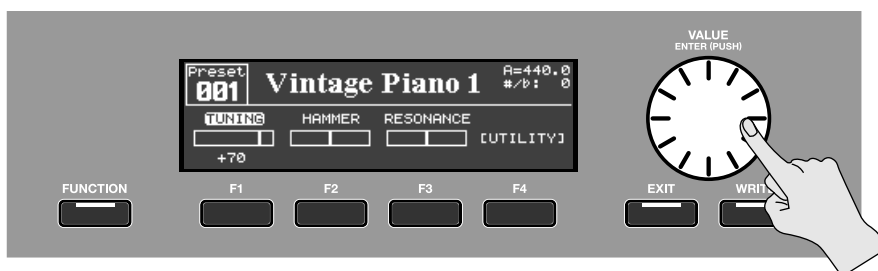 VALUE
ENTER (PUSH)
Preset
001
Vintage Piano 1
A=440.0
#/♭: 0
TUNING HAMMER RESONANCE
[UTILITY]
+70
FUNCTION F1 F2 F3 F4 EXIT